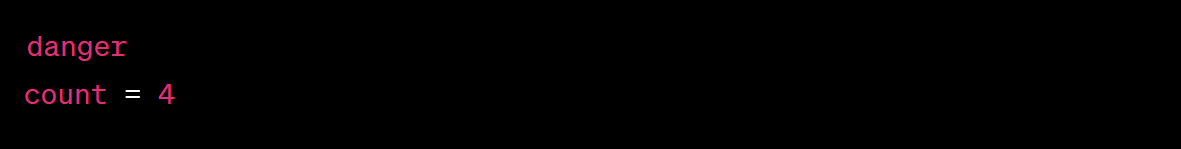 danger
count = 4